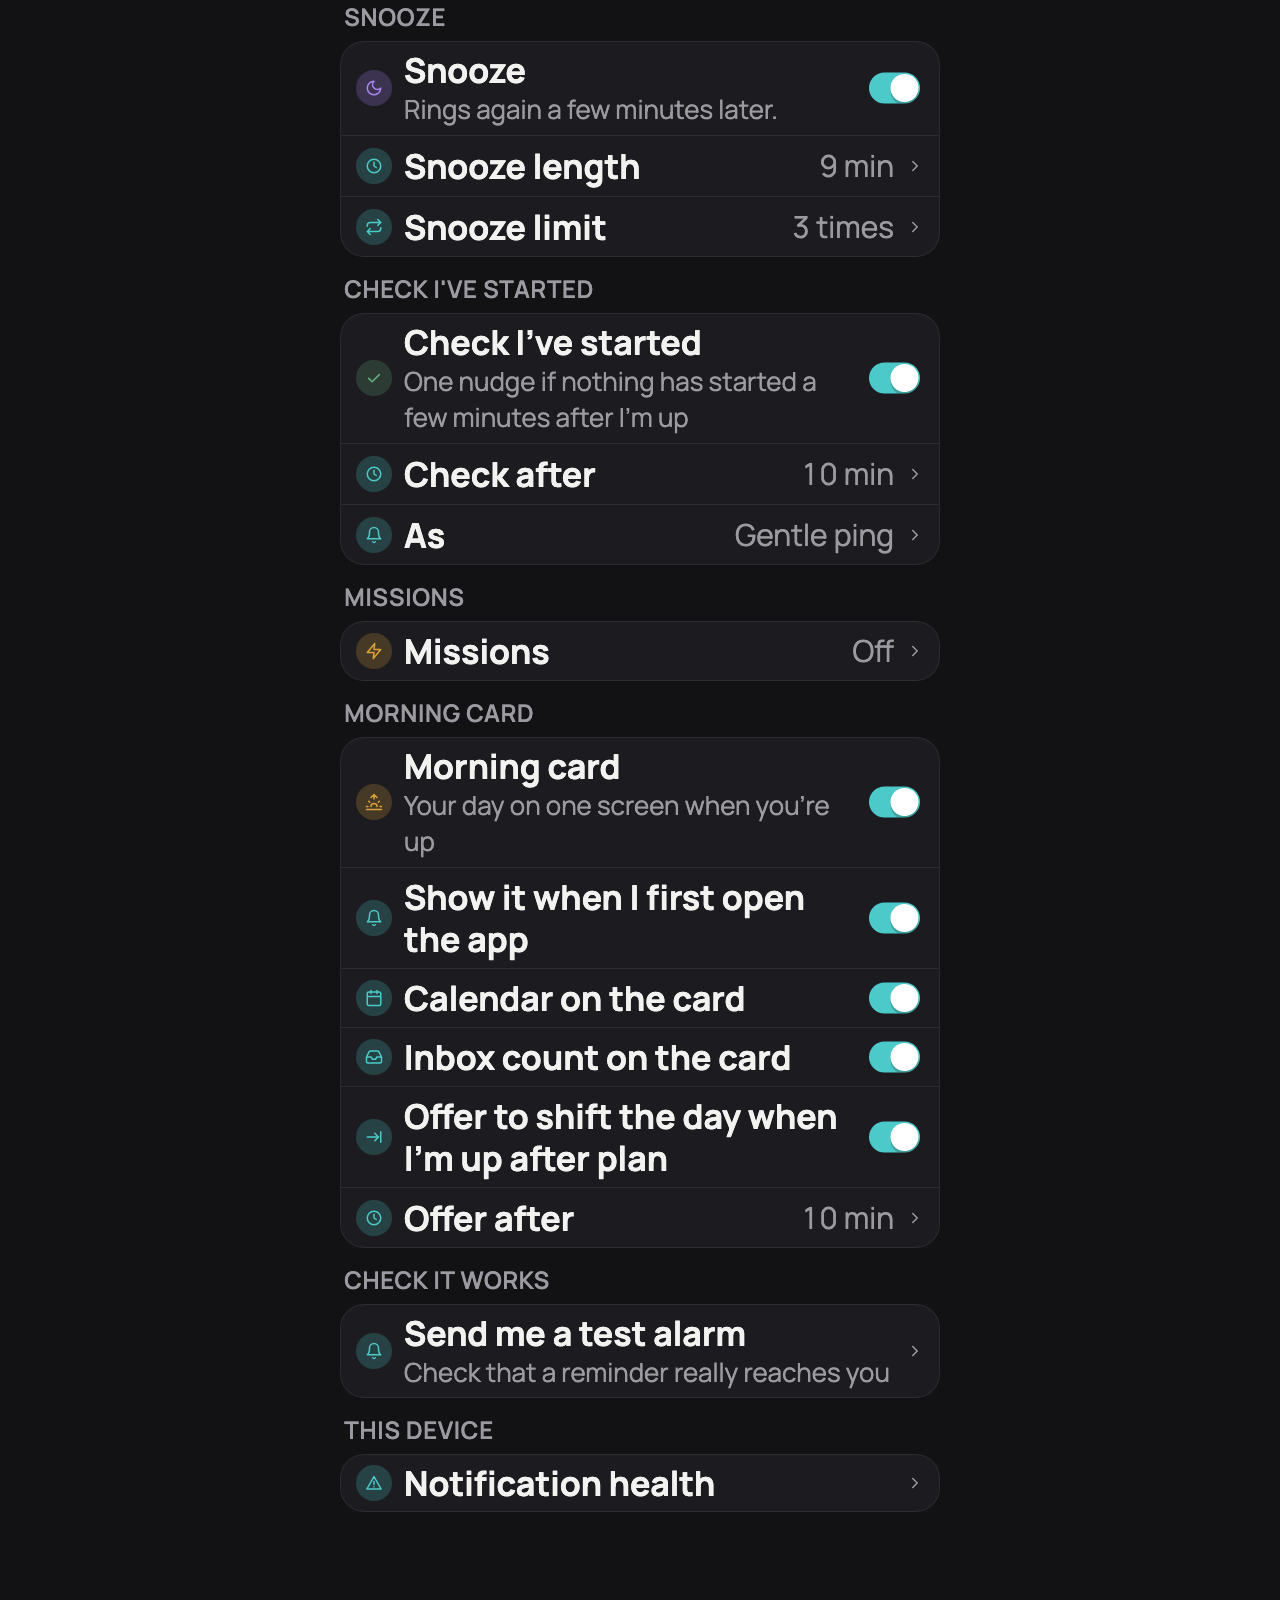 SNOOZE
Snooze
Rings again a few minutes later.
Snooze length
9 min
Snooze limit
3 times
CHECK I'VE STARTED
Check I’ve started
One nudge if nothing has started a
few minutes after I’m up
Check after
10 min
As
Gentle ping
MISSIONS
Missions
Off
MORNING CARD
Morning card
Your day on one screen when you’re
up
Show it when I first open
the app
Calendar on the card
Inbox count on the card
Offer to shift the day when
I’m up after plan
Offer after
10 min
CHECK IT WORKS
Send me a test alarm
Check that a reminder really reaches you
THIS DEVICE
Notification health